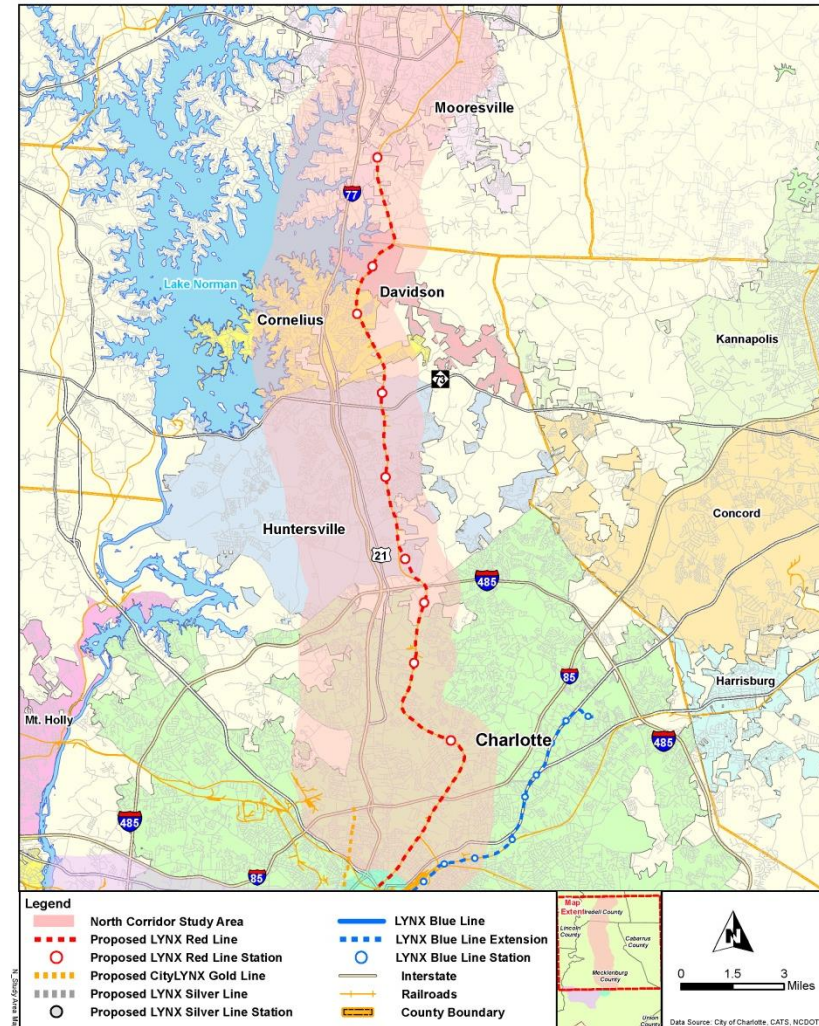 Mooresville
77
Lake Norman
Davidson
Cornelius
Kannapolis
73
Concord
Huntersville
21
485
85
Harrisburg
Mt. Holly
Charlotte
485
485
85
Legend
North Corridor Study Area
Proposed LYNX Red Line
Proposed LYNX Red Line Station
Proposed CityLYNX Gold Line
Proposed LYNX Silver Line
Proposed LYNX Silver Line Station
LYNX Blue Line
LYNX Blue Line Extension
LYNX Blue Line Station
Interstate
Railroads
County Boundary
Map
Extent
Iredell County
Lincoln
County
Cabarrus
County
Mecklenburg
County
Union
County
N
0 1.5 3
Miles
Data Source: City of Charlotte, CATS, NCDOT